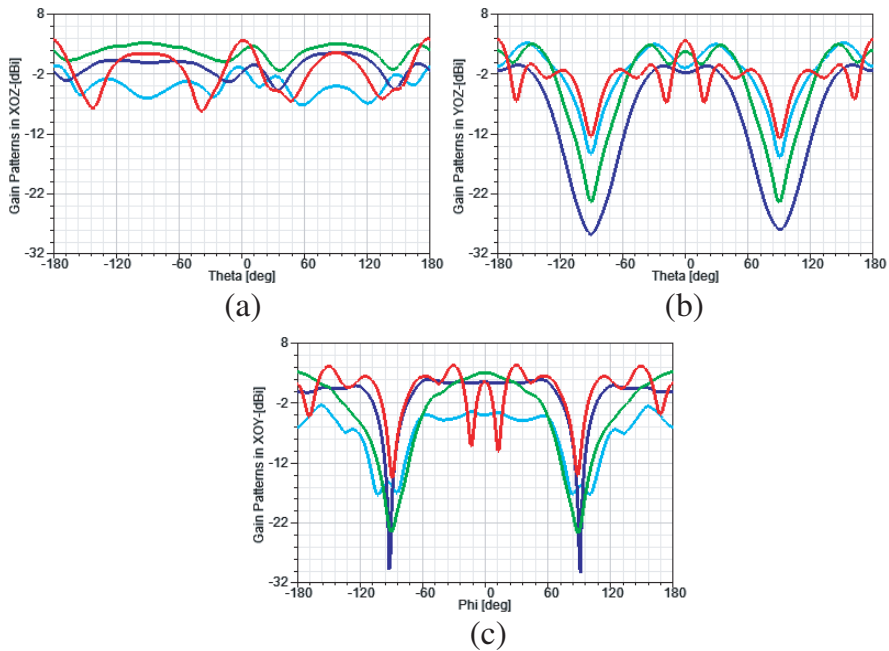 8
-2
-12
-22
-32
Gain Patterns in XOZ-[dBi]
-180 -120 -60 0 60 120 180
Theta [deg]
(a)
8
-2
-12
-22
-32
Gain Patterns in YOZ-[dBi]
-180 -120 -60 0 60 120 180
Theta [deg]
(b)
8
-2
-12
-22
-32
Gain Patterns in XOY-[dBi]
-180 -120 -60 0 60 120 180
Phi [deg]
(c)